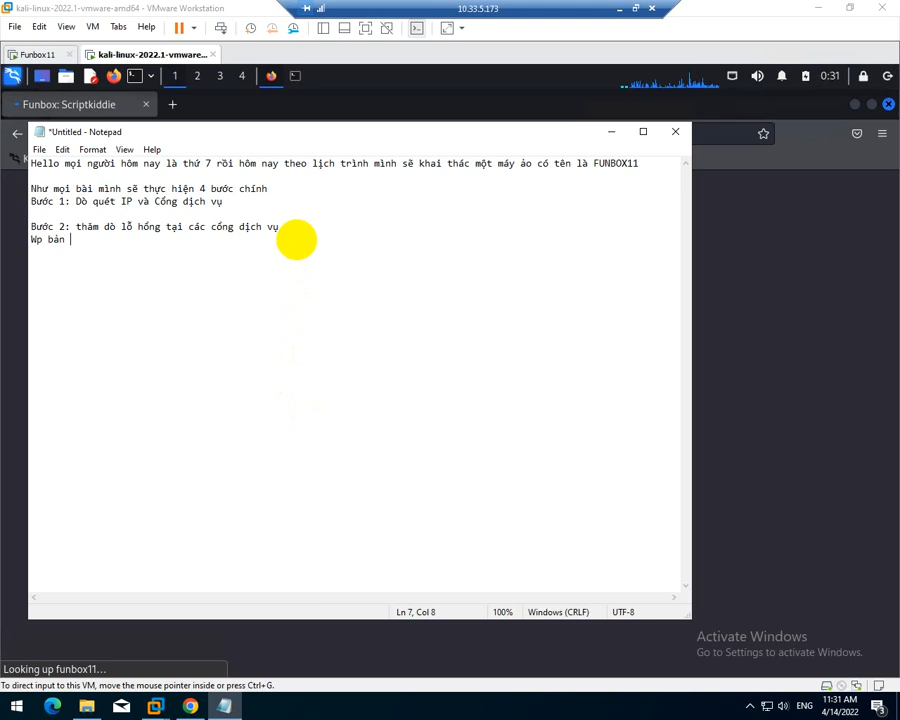 kali-linux-2022.1-vmware-amd64 - VMware Workstation
10.33.5.173
File Edit View VM Tabs Help
Funbox11
kali-linux-2022.1-vmware...
1 2 3 4
0:31
Funbox: Scriptkiddie
*Untitled - Notepad
File Edit Format View Help
Hello mọi người hôm nay là thứ 7 rồi hôm nay theo lịch trình mình sẽ khai thác một máy ảo có tên là FUNBOX11
Như mọi bài mình sẽ thực hiện 4 bước chính
Bước 1: Dò quét IP và Cổng dịch vụ
Bước 2: thăm dò lỗ hổng tại các cổng dịch vụ
Wp bản
Ln 7, Col 8
100%
Windows (CRLF)
UTF-8
Activate Windows
Go to Settings to activate Windows.
Looking up funbox11...
To direct input to this VM, move the mouse pointer inside or press Ctrl+G.
ENG
11:31 AM
4/14/2022
3